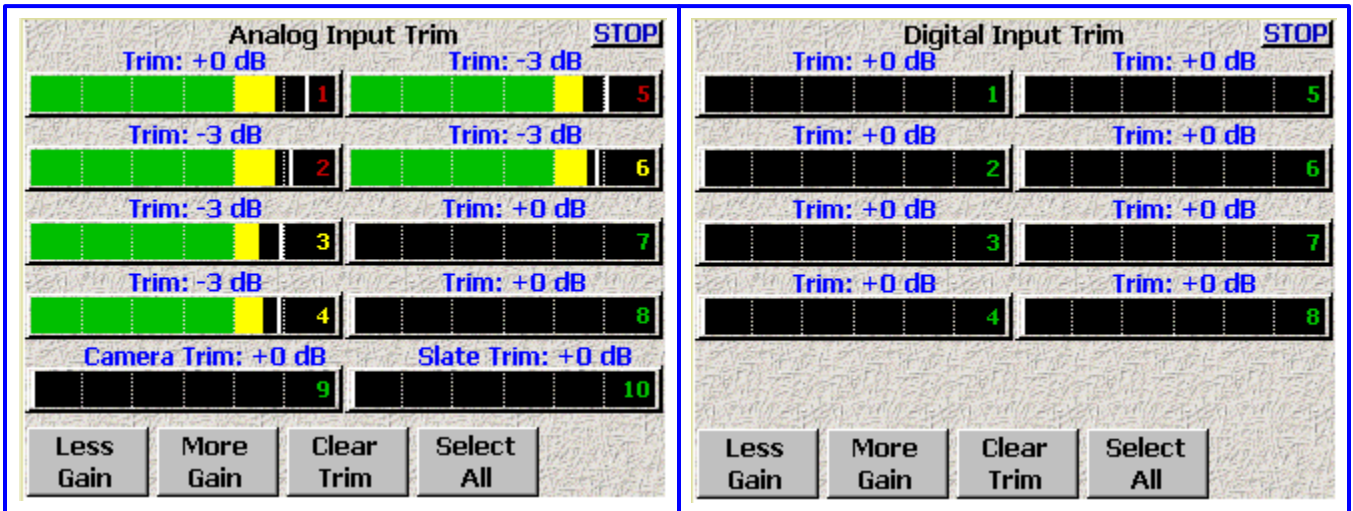 Analog Input Trim STOP
Trim: +0 dB Trim: -3 dB
1 5
Trim: -3 dB Trim: -3 dB
2 6
Trim: -3 dB Trim: +0 dB
3 7
Trim: -3 dB Trim: +0 dB
4 8
Camera Trim: +0 dB Slate Trim: +0 dB
9 10
Less Gain More Gain Clear Trim Select All
Digital Input Trim STOP
Trim: +0 dB Trim: +0 dB
1 5
Trim: +0 dB Trim: +0 dB
2 6
Trim: +0 dB Trim: +0 dB
3 7
Trim: +0 dB Trim: +0 dB
4 8
Less Gain More Gain Clear Trim Select All